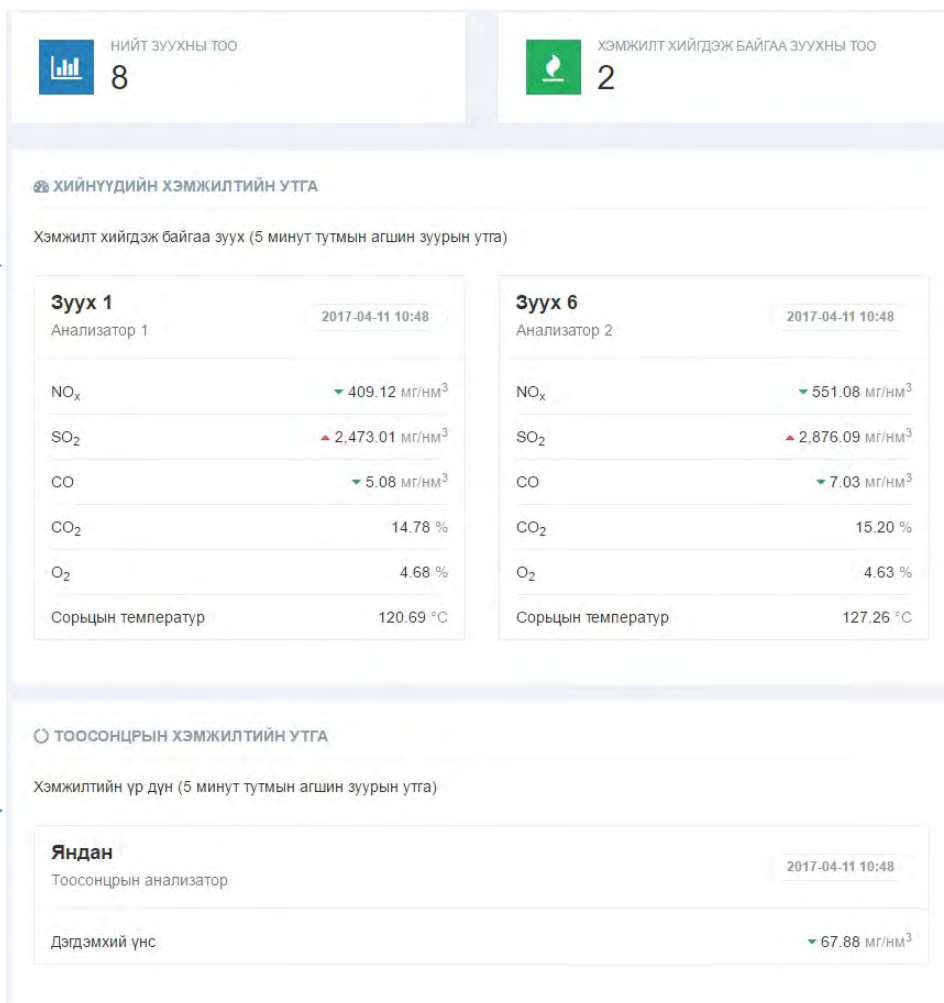 НИЙТ ЗУУХНЫ ТОО
8
ХЭМЖИЛТ ХИЙГДЭЖ БАЙГАА ЗУУХНЫ ТОО
2
ХИЙНҮҮДИЙН ХЭМЖИЛТИЙН УТГА
Хэмжилт хийгдэж байгаа зуух (5 минут тутмын агшин зуурын утга)
Зуух 1
Анализатор 1
2017-04-11 10:48
NOₓ 409.12 мг/нм³
SO₂ 2,473.01 мг/нм³
CO 5.08 мг/нм³
CO₂ 14.78 %
O₂ 4.68 %
Сорьцын температур 120.69 °C
Зуух 6
Анализатор 2
2017-04-11 10:48
NOₓ 551.08 мг/нм³
SO₂ 2,876.09 мг/нм³
CO 7.03 мг/нм³
CO₂ 15.20 %
O₂ 4.63 %
Сорьцын температур 127.26 °C
ТООСОНЦРЫН ХЭМЖИЛТИЙН УТГА
Хэмжилтийн үр дүн (5 минут тутмын агшин зуурын утга)
Яндан
Тоосонцрын анализатор
2017-04-11 10:48
Дэгдэмхий үнс 67.88 мг/нм³